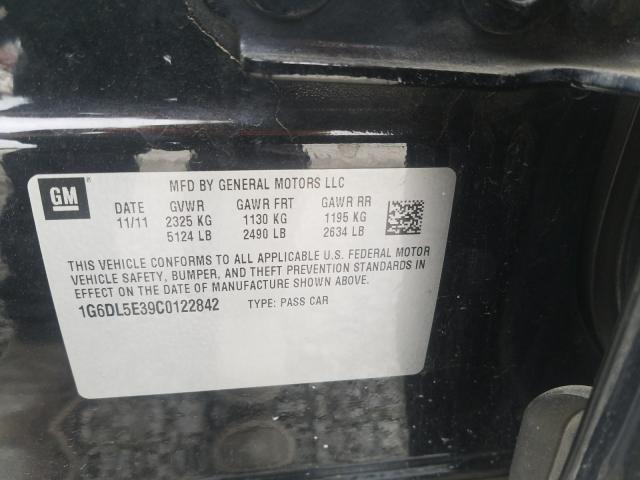 GM
MFD BY GENERAL MOTORS LLC
DATE GVWR GAWR FRT GAWR RR
11/11 2325 KG 1130 KG 1195 KG
5124 LB 2490 LB 2634 LB
THIS VEHICLE CONFORMS TO ALL APPLICABLE U.S. FEDERAL MOTOR
VEHICLE SAFETY, BUMPER, AND THEFT PREVENTION STANDARDS IN
EFFECT ON THE DATE OF MANUFACTURE SHOWN ABOVE.
1G6DL5E39C0122842 TYPE: PASS CAR